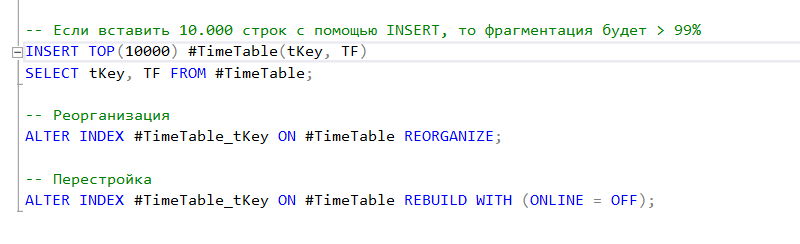 -- Если вставить 10.000 строк с помощью INSERT, то фрагментация будет > 99%
INSERT TOP(10000) #TimeTable(tKey, TF)
SELECT tKey, TF FROM #TimeTable;
-- Реорганизация
ALTER INDEX #TimeTable_tKey ON #TimeTable REORGANIZE;
-- Перестройка
ALTER INDEX #TimeTable_tKey ON #TimeTable REBUILD WITH (ONLINE = OFF);